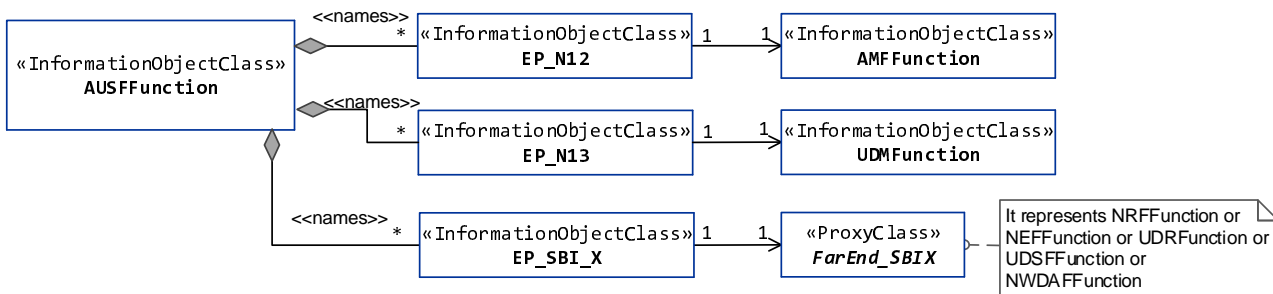 <<names>>
*
«InformationObjectClass»
EP_N12
1
1
«InformationObjectClass»
AMFFunction
«InformationObjectClass»
AUSFFunction
<<names>>
*
«InformationObjectClass»
EP_N13
1
1
«InformationObjectClass»
UDMFunction
<<names>>
*
«InformationObjectClass»
EP_SBI_X
1
1
«ProxyClass»
FarEnd_SBIX
It represents NRFFunction or
NEFFunction or UDRFunction or
UDSFFunction or
NWDAFFunction